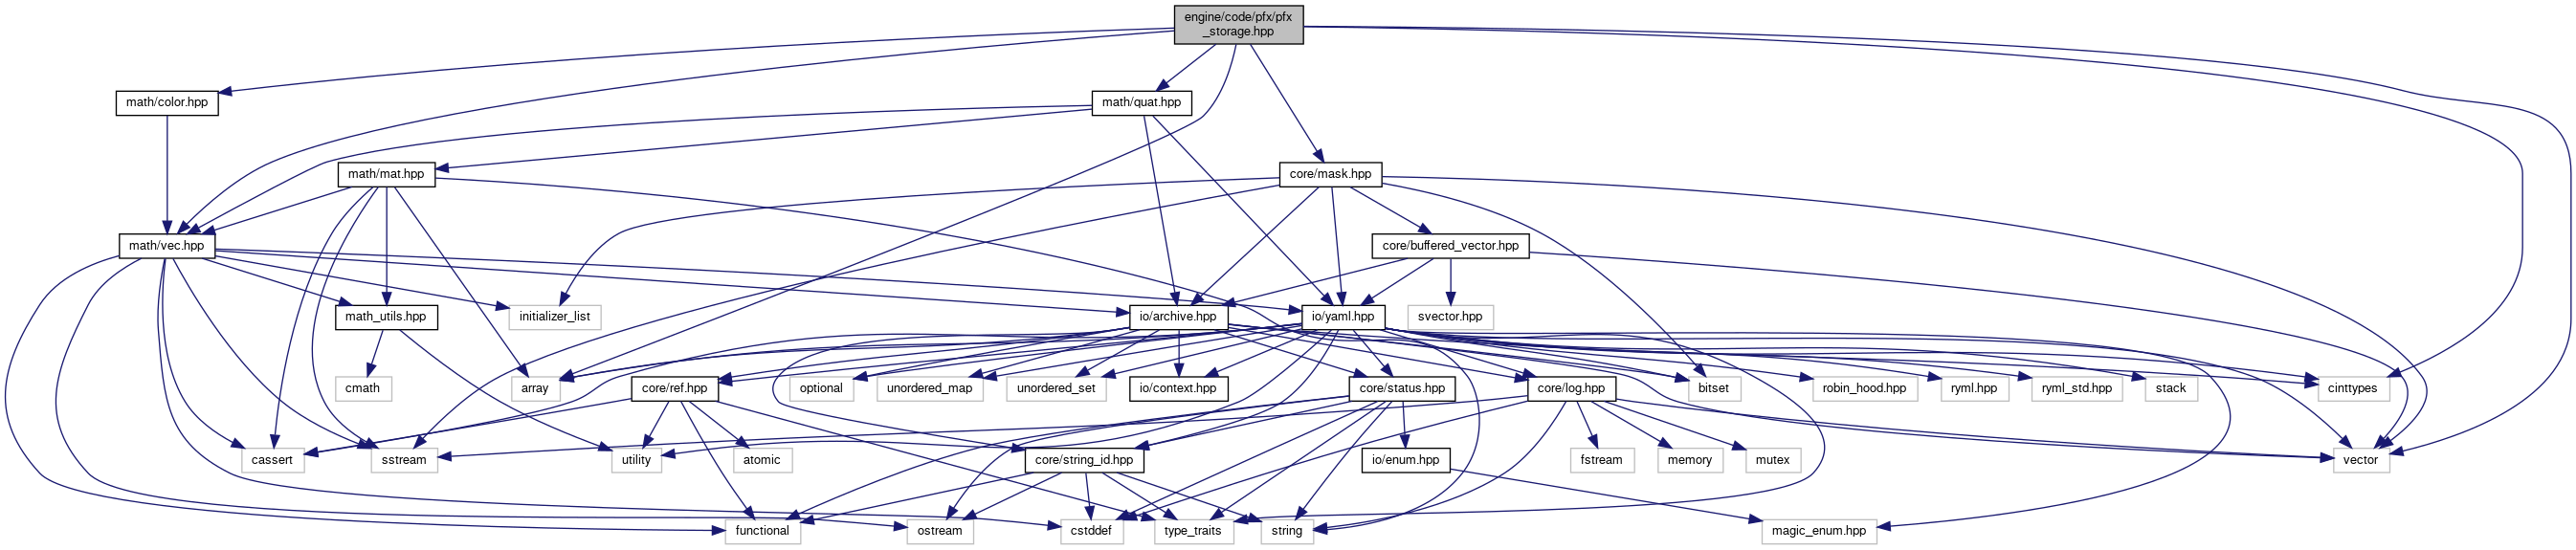 engine/code/pfx/pfx
_storage.hpp
math/color.hpp
math/quat.hpp
math/mat.hpp
core/mask.hpp
math/vec.hpp
core/buffered_vector.hpp
math_utils.hpp
initializer_list
io/archive.hpp
io/yaml.hpp
svector.hpp
cmath
array
core/ref.hpp
optional
unordered_map
unordered_set
io/context.hpp
core/status.hpp
core/log.hpp
bitset
robin_hood.hpp
ryml.hpp
ryml_std.hpp
stack
cinttypes
cassert
sstream
utility
atomic
core/string_id.hpp
io/enum.hpp
fstream
memory
mutex
vector
functional
ostream
cstddef
type_traits
string
magic_enum.hpp